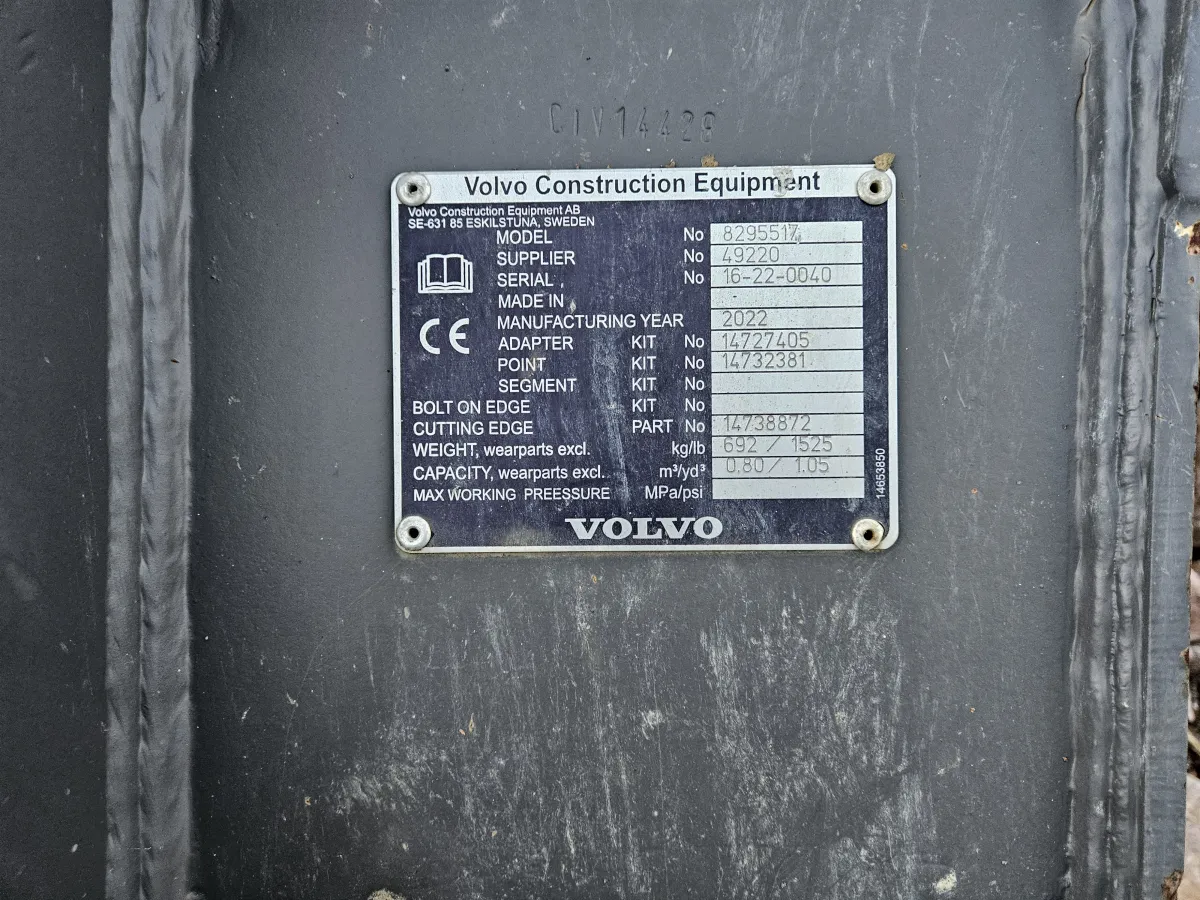 CIV14428
Volvo Construction Equipment
Volvo Construction Equipment AB
SE-631 85 ESKILSTUNA, SWEDEN
MODEL No 8295517
SUPPLIER No 49220
SERIAL No 16-22-0040
MADE IN
MANUFACTURING YEAR 2022
CE
ADAPTER KIT No 14727405
POINT KIT No 14732381
SEGMENT KIT No
BOLT ON EDGE KIT No
CUTTING EDGE PART No 14738872
WEIGHT, wearparts excl. kg/lb 692 / 1525
CAPACITY, wearparts excl. m³/yd³ 0.80 / 1.05
MAX WORKING PREESSURE MPa/psi
14653850
VOLVO